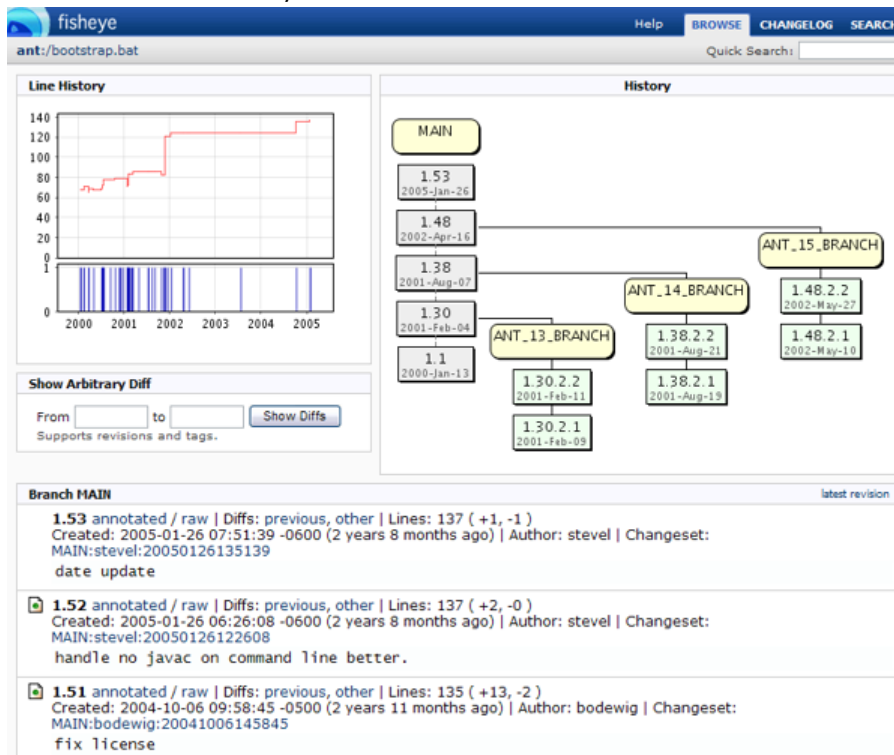 fisheye
Help BROWSE CHANGELOG SEARCH
ant:/bootstrap.bat
Quick Search:
Line History
140
120
100
80
60
40
20
0
1
0
2000 2001 2002 2003 2004 2005
Show Arbitrary Diff
From to Show Diffs
Supports revisions and tags.
History
MAIN
1.53
2005-Jan-26
1.48
2002-Apr-16
ANT_15_BRANCH
1.38
2001-Aug-07
ANT_14_BRANCH
1.48.2.2
2002-May-27
1.30
2001-Feb-04
ANT_13_BRANCH
1.38.2.2
2001-Aug-21
1.48.2.1
2002-May-10
1.1
2000-Jan-13
1.30.2.2
2001-Feb-11
1.38.2.1
2001-Aug-19
1.30.2.1
2001-Feb-09
Branch MAIN
latest revision
1.53 annotated / raw | Diffs: previous, other | Lines: 137 ( +1, -1 )
Created: 2005-01-26 07:51:39 -0600 (2 years 8 months ago) | Author: stevel | Changeset:
MAIN:stevel:20050126135139
date update
1.52 annotated / raw | Diffs: previous, other | Lines: 137 ( +2, -0 )
Created: 2005-01-26 06:26:08 -0600 (2 years 8 months ago) | Author: stevel | Changeset:
MAIN:stevel:20050126122608
handle no javac on command line better.
1.51 annotated / raw | Diffs: previous, other | Lines: 135 ( +13, -2 )
Created: 2004-10-06 09:58:45 -0500 (2 years 11 months ago) | Author: bodewig | Changeset:
MAIN:bodewig:20041006145845
fix license